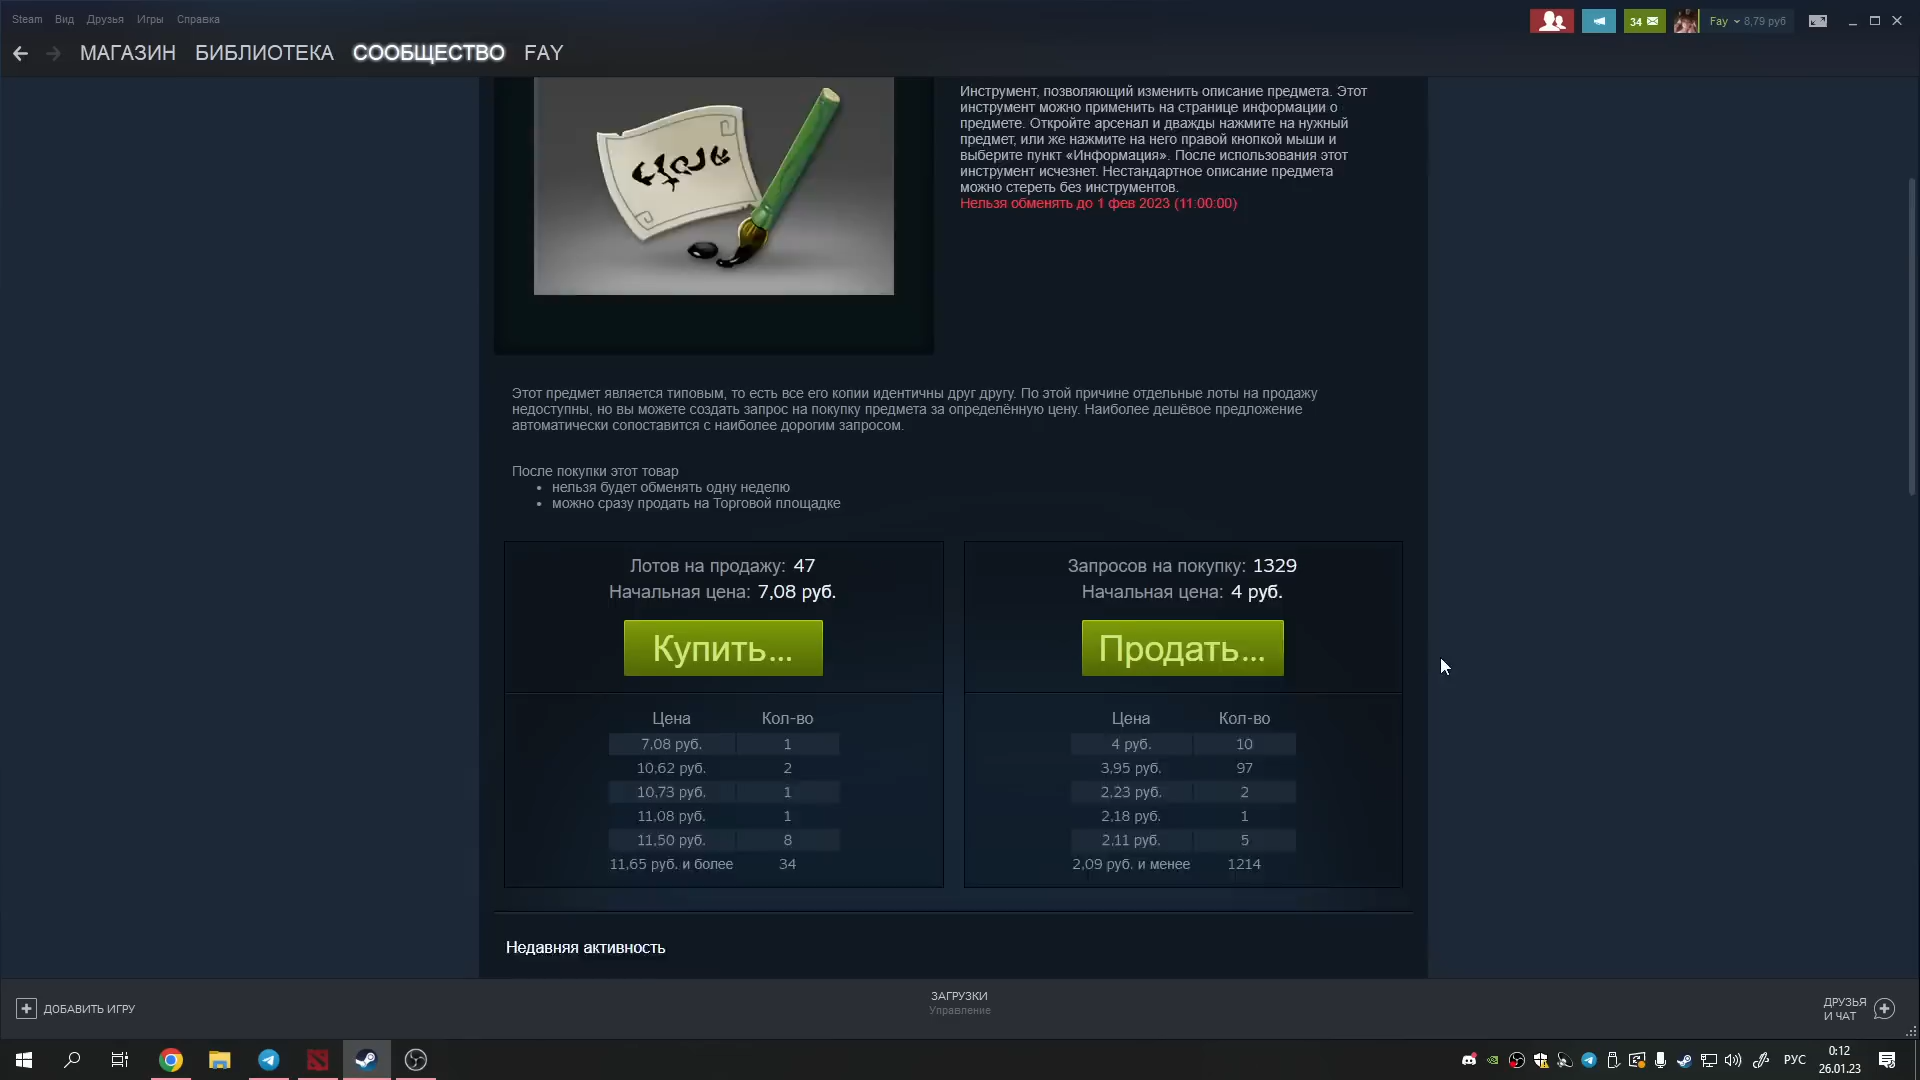 Steam Вид Друзья Игры Справка
34 Fay 8,79 руб
МАГАЗИН БИБЛИОТЕКА СООБЩЕСТВО FAY
Инструмент, позволяющий изменить описание предмета. Этот
инструмент можно применить на странице информации о
предмете. Откройте арсенал и дважды нажмите на нужный
предмет, или же нажмите на него правой кнопкой мыши и
выберите пункт «Информация». После использования этот
инструмент исчезнет. Нестандартное описание предмета
можно стереть без инструментов.
Нельзя обменять до 1 фев 2023 (11:00:00)
Этот предмет является типовым, то есть все его копии идентичны друг другу. По этой причине отдельные лоты на продажу
недоступны, но вы можете создать запрос на покупку предмета за определённую цену. Наиболее дешёвое предложение
автоматически сопоставится с наиболее дорогим запросом.
После покупки этот товар
• нельзя будет обменять одну неделю
• можно сразу продать на Торговой площадке
Лотов на продажу: 47
Начальная цена: 7,08 руб.
Купить...
Цена Кол-во
7,08 руб. 1
10,62 руб. 2
10,73 руб. 1
11,08 руб. 1
11,50 руб. 8
11,65 руб. и более 34
Запросов на покупку: 1329
Начальная цена: 4 руб.
Продать...
Цена Кол-во
4 руб. 10
3,95 руб. 97
2,23 руб. 2
2,18 руб. 1
2,11 руб. 5
2,09 руб. и менее 1214
Недавняя активность
ДОБАВИТЬ ИГРУ
ЗАГРУЗКИ
Управление
ДРУЗЬЯ
И ЧАТ
РУС
0:12
26.01.23